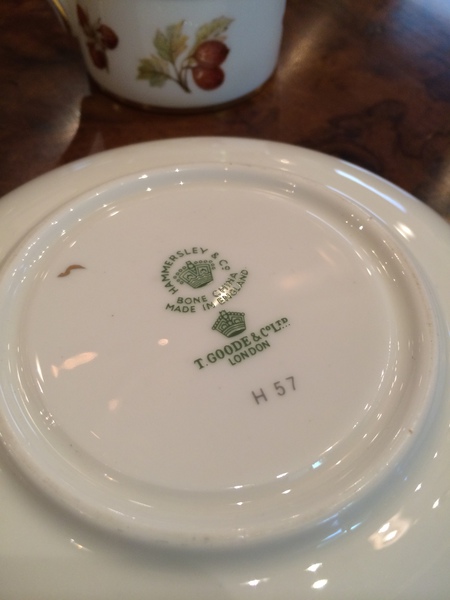 HAMMERSLEY & Co.
BONE CHINA
MADE IN ENGLAND
T. GOODE & Co LTD
LONDON
H 57